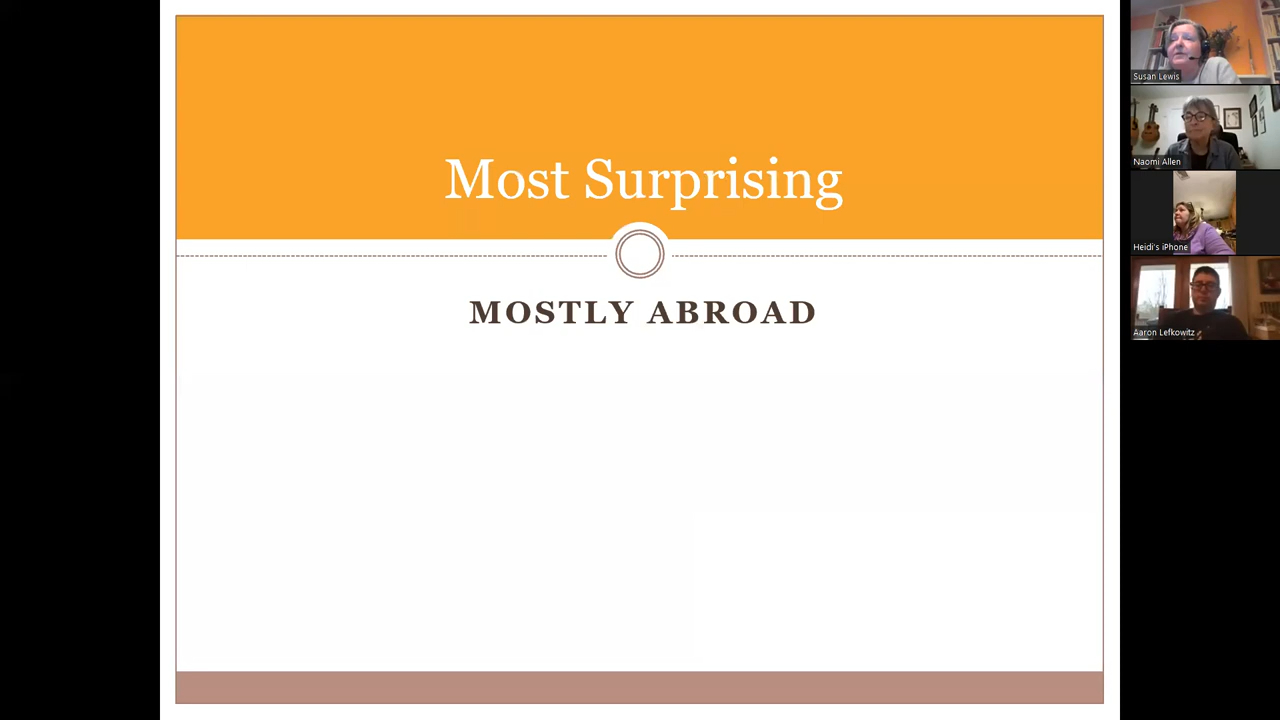 Most Surprising
MOSTLY ABROAD
Susan Lewis
Naomi Allen
Heidi's iPhone
Aaron Lefkowitz